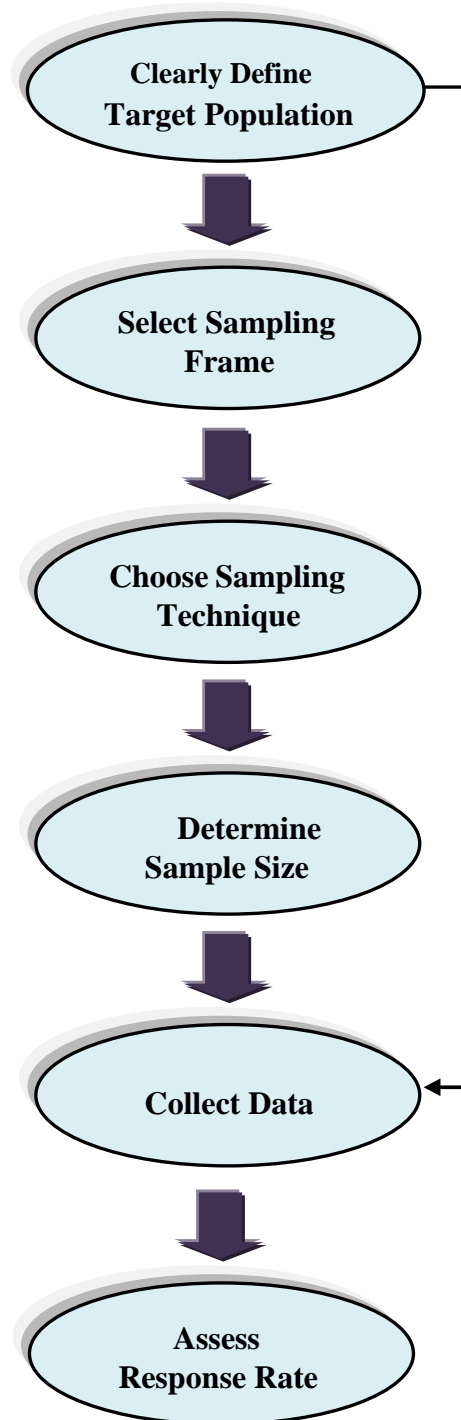 Clearly Define
Target Population
Select Sampling
Frame
Choose Sampling
Technique
Determine
Sample Size
Collect Data
Assess
Response Rate